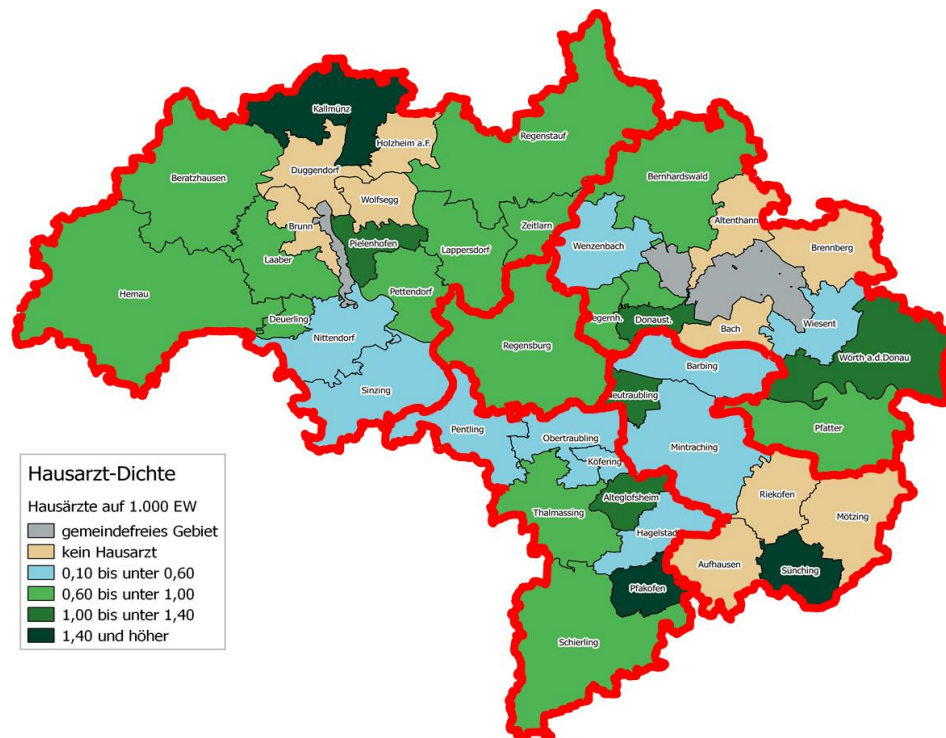 Kallmünz
Regenstauf
Holzheim a.F.
Duggendorf
Beratzhausen
Bernhardswald
Wolfsegg
Altenthann
Brunn
Zeitlarn
Wenzenbach
Pielenhofen
Brennberg
Lappersdorf
Laaber
Pettendorf
Hemau
Deuerling
egernh.
Donaust.
Wiesent
Bach
Nittendorf
Regensburg
Wörth a.d.Donau
Barbing
Sinzing
eutraubling
Pentling
Pfatter
Obertraubling
Mintraching
Köfering
Riekofen
Alteglofsheim
Thalmassing
Mötzing
Hagelstad
Aufhausen
Sünching
Pfakofen
Schierling
Hausarzt-Dichte
Hausärzte auf 1.000 EW
gemeindefreies Gebiet
kein Hausarzt
0,10 bis unter 0,60
0,60 bis unter 1,00
1,00 bis unter 1,40
1,40 und höher